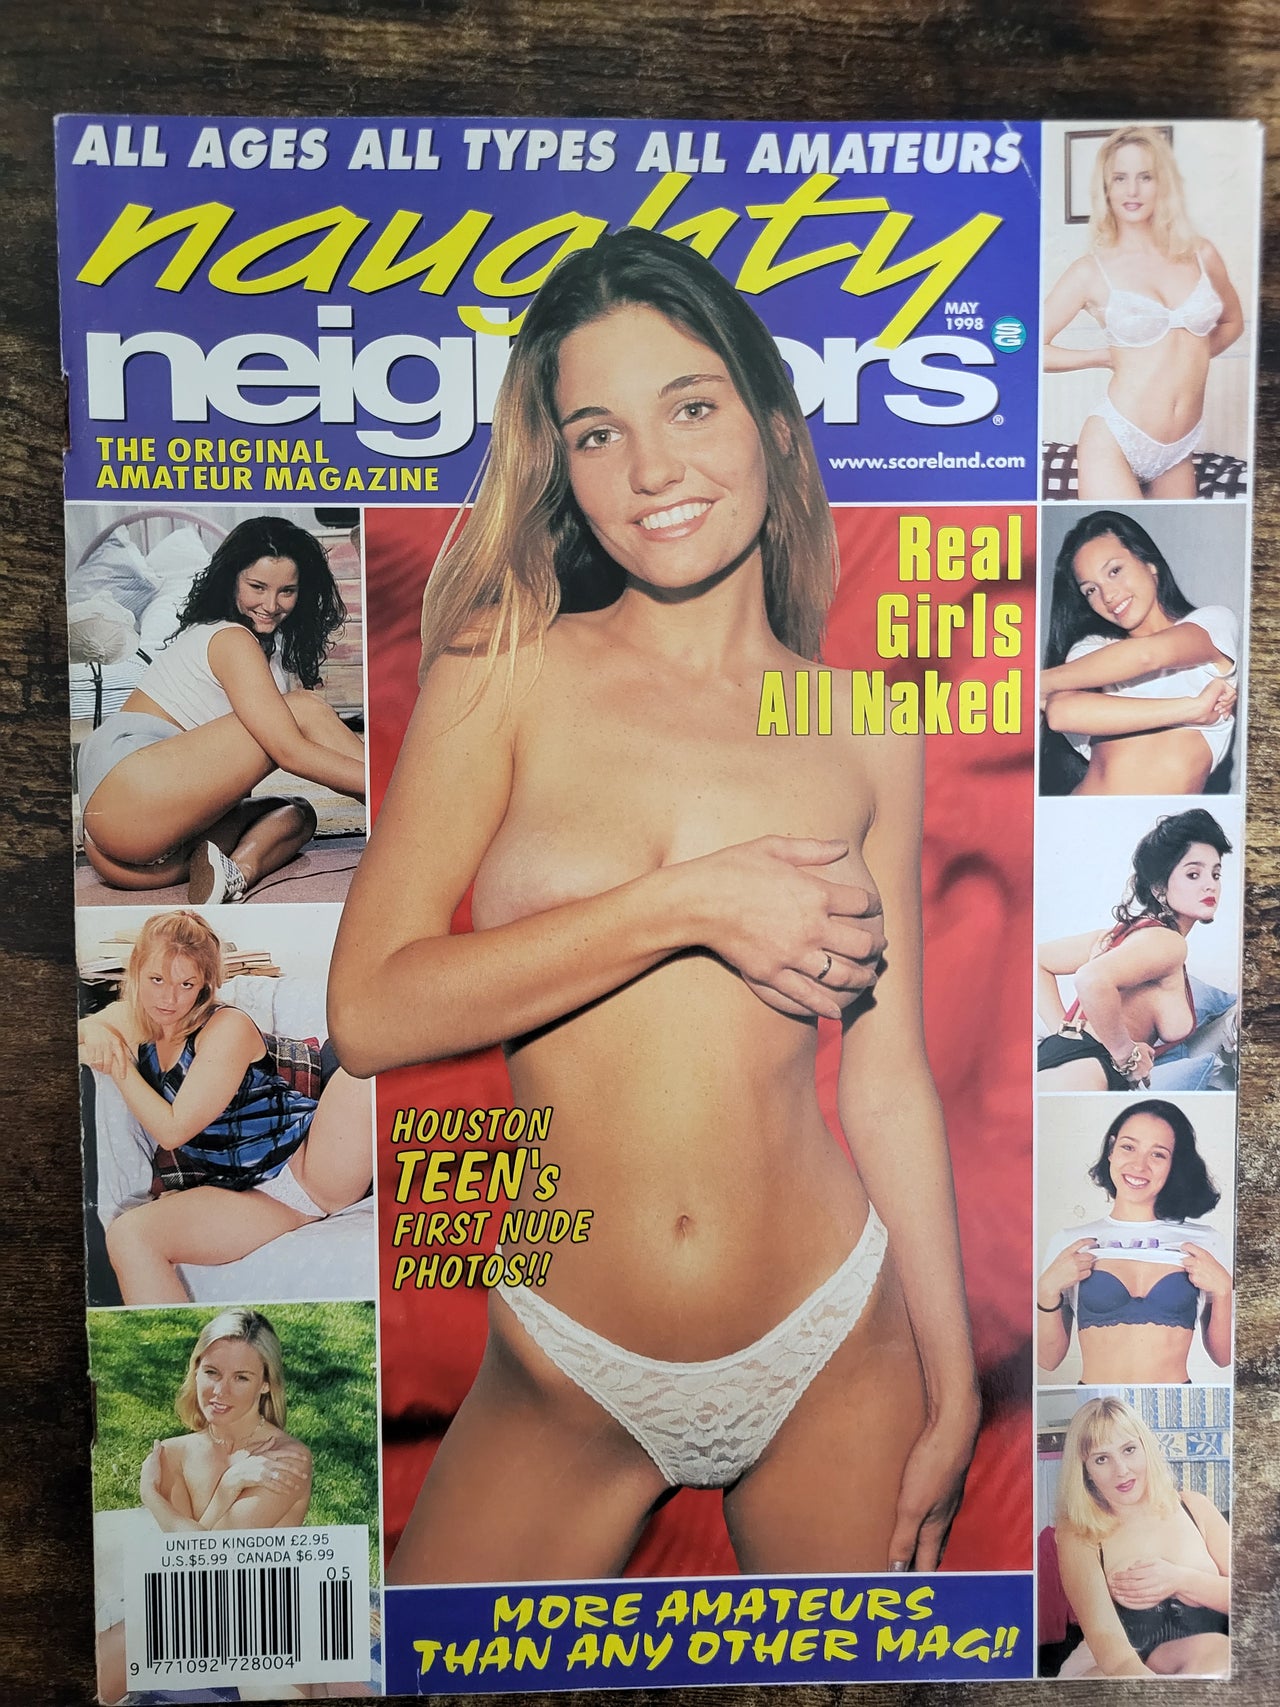 ALL AGES ALL TYPES ALL AMATEURS
naughty
MAY
1998
SG
neighbors®
THE ORIGINAL
AMATEUR MAGAZINE
www.scoreland.com
Real
Girls
All Naked
HOUSTON
TEEN's
FIRST NUDE
PHOTOS!!
UNITED KINGDOM £2.95
U.S.$5.99 CANADA $6.99
05
9 771092 728004
MORE AMATEURS
THAN ANY OTHER MAG!!